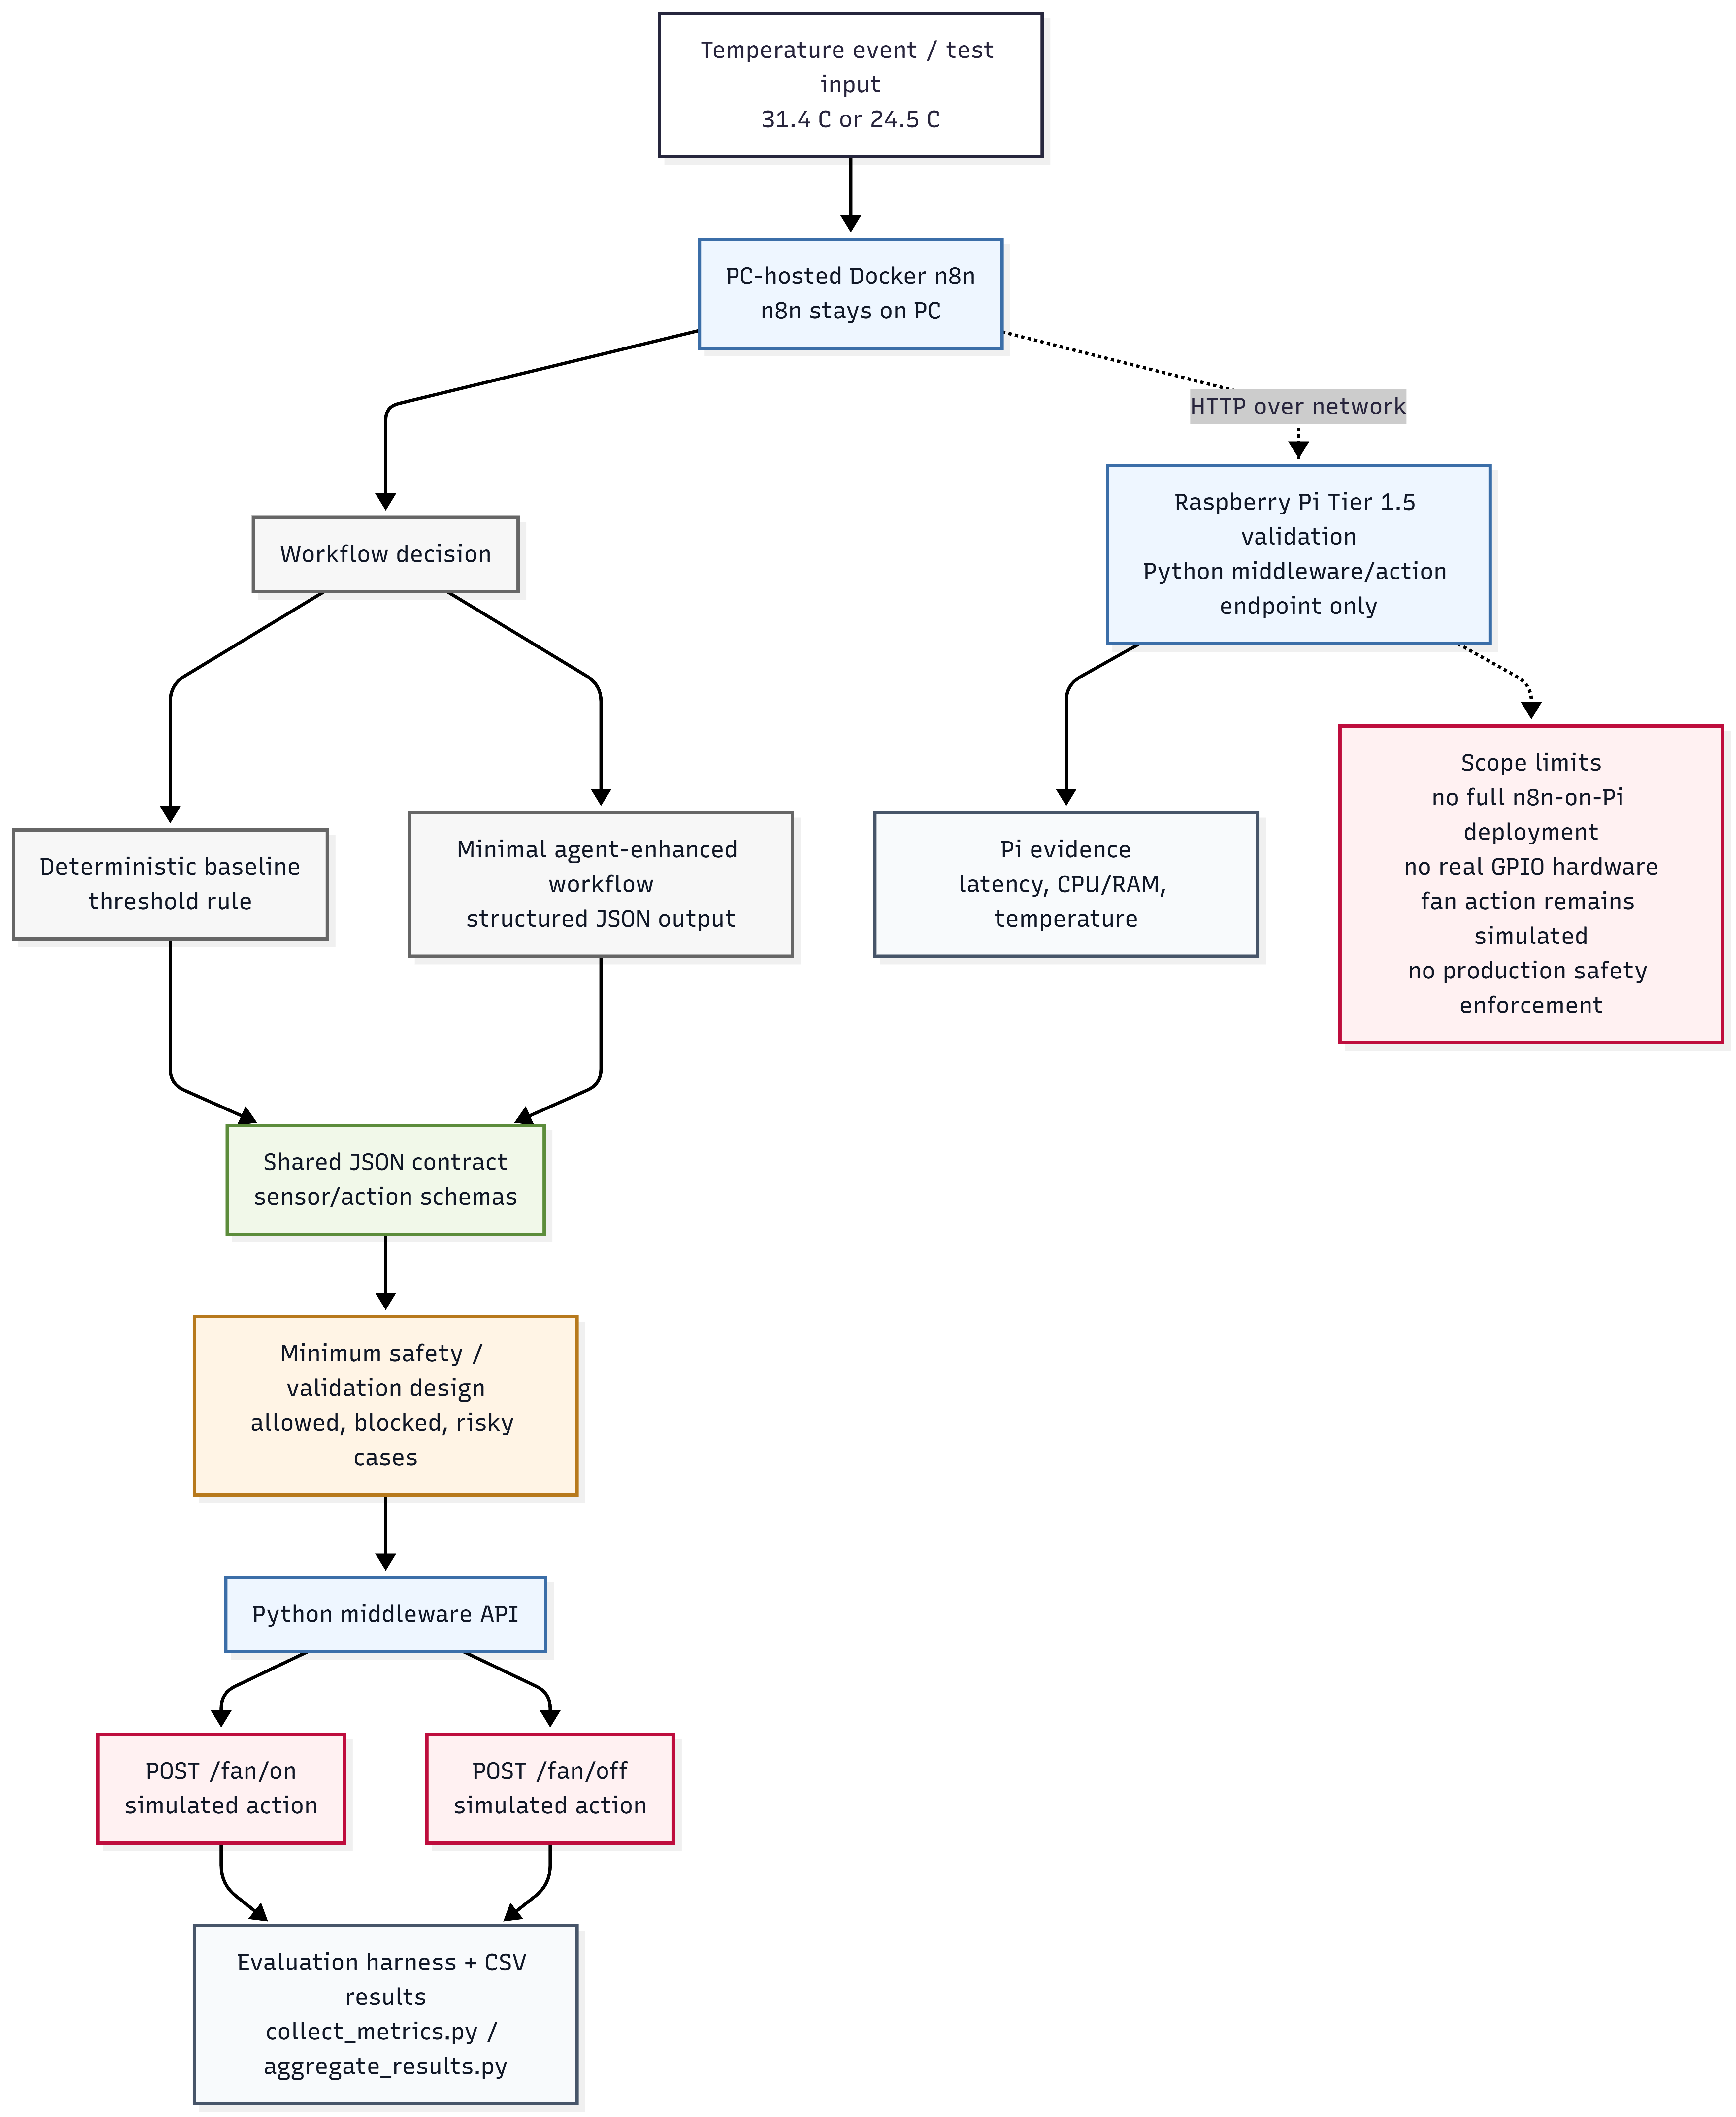 Temperature event / test
input
31.4 C or 24.5 C
PC-hosted Docker n8n
n8n stays on PC
HTTP over network
Workflow decision
Raspberry Pi Tier 1.5
validation
Python middleware/action
endpoint only
Deterministic baseline
threshold rule
Minimal agent-enhanced
workflow
structured JSON output
Pi evidence
latency, CPU/RAM,
temperature
Scope limits
no full n8n-on-Pi
deployment
no real GPIO hardware
fan action remains
simulated
no production safety
enforcement
Shared JSON contract
sensor/action schemas
Minimum safety /
validation design
allowed, blocked, risky
cases
Python middleware API
POST /fan/on
simulated action
POST /fan/off
simulated action
Evaluation harness + CSV
results
collect_metrics.py /
aggregate_results.py